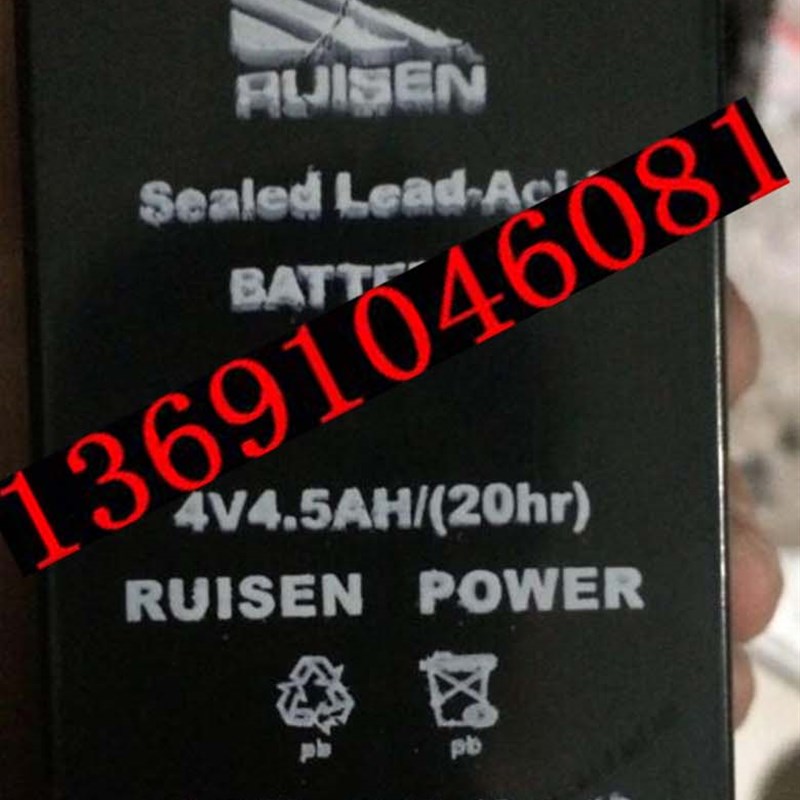 RUISEN
Sealed Lead-Aci
BATTE
13691046081
4V4.5AH/(20hr)
RUISEN POWER
pb pb